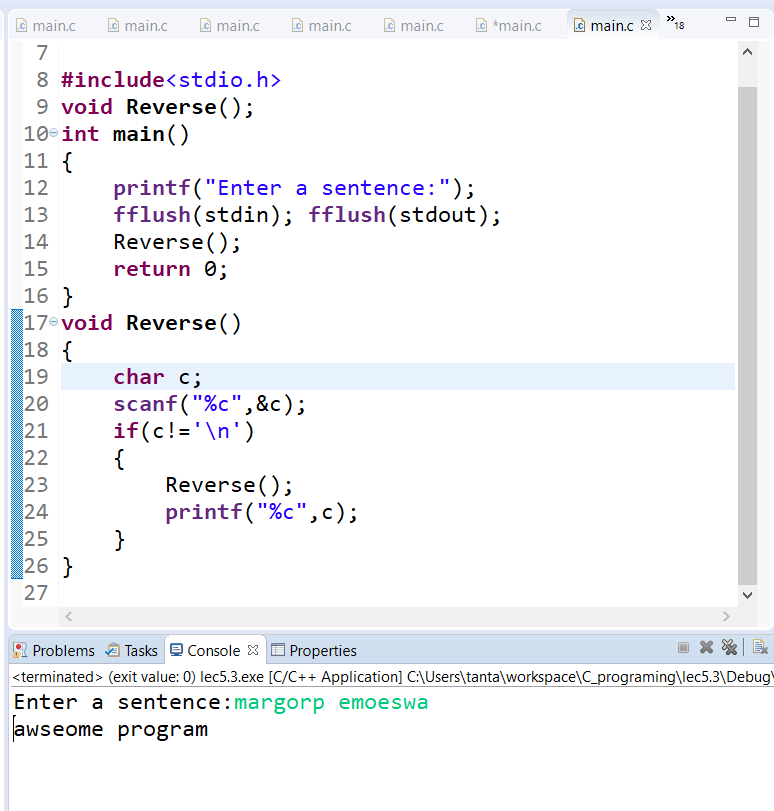 main.c main.c main.c main.c main.c *main.c main.c »18
7
8 #include<stdio.h>
9 void Reverse();
10 int main()
11 {
12     printf("Enter a sentence:");
13     fflush(stdin); fflush(stdout);
14     Reverse();
15     return 0;
16 }
17 void Reverse()
18 {
19     char c;
20     scanf("%c",&c);
21     if(c!='\n')
22     {
23         Reverse();
24         printf("%c",c);
25     }
26 }
27
Problems Tasks Console Properties
<terminated> (exit value: 0) lec5.3.exe [C/C++ Application] C:\Users\tanta\workspace\C_programing\lec5.3\Debug\
Enter a sentence:margorp emoeswa
awseome program